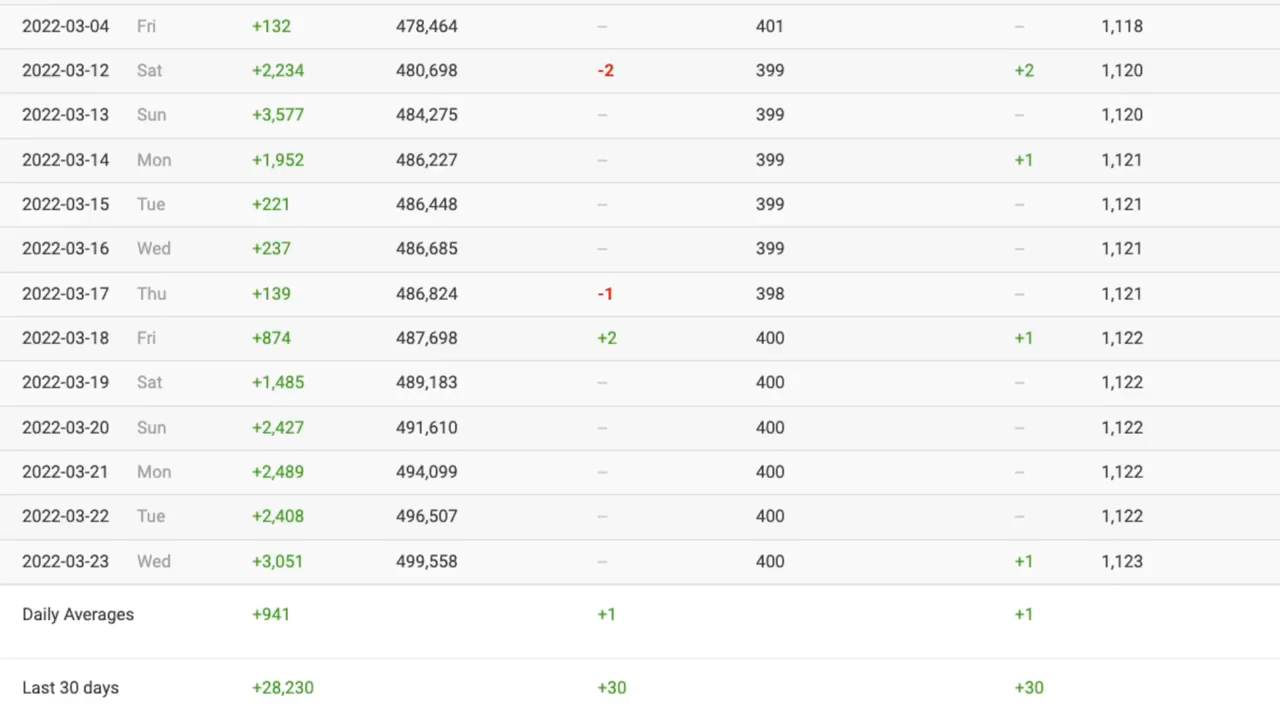 2022-03-04 Fri +132 478,464 -- 401 -- 1,118
2022-03-12 Sat +2,234 480,698 -2 399 +2 1,120
2022-03-13 Sun +3,577 484,275 -- 399 -- 1,120
2022-03-14 Mon +1,952 486,227 -- 399 +1 1,121
2022-03-15 Tue +221 486,448 -- 399 -- 1,121
2022-03-16 Wed +237 486,685 -- 399 -- 1,121
2022-03-17 Thu +139 486,824 -1 398 -- 1,121
2022-03-18 Fri +874 487,698 +2 400 +1 1,122
2022-03-19 Sat +1,485 489,183 -- 400 -- 1,122
2022-03-20 Sun +2,427 491,610 -- 400 -- 1,122
2022-03-21 Mon +2,489 494,099 -- 400 -- 1,122
2022-03-22 Tue +2,408 496,507 -- 400 -- 1,122
2022-03-23 Wed +3,051 499,558 -- 400 +1 1,123
Daily Averages +941 +1 +1
Last 30 days +28,230 +30 +30